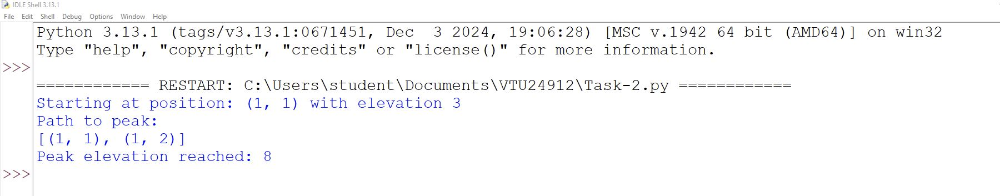 IDLE Shell 3.13.1
File Edit Shell Debug Options Window Help
Python 3.13.1 (tags/v3.13.1:0671451, Dec  3 2024, 19:06:28) [MSC v.1942 64 bit (AMD64)] on win32
Type "help", "copyright", "credits" or "license()" for more information.
>>>
============ RESTART: C:\Users\student\Documents\VTU24912\Task-2.py ============
Starting at position: (1, 1) with elevation 3
Path to peak:
[(1, 1), (1, 2)]
Peak elevation reached: 8
>>>